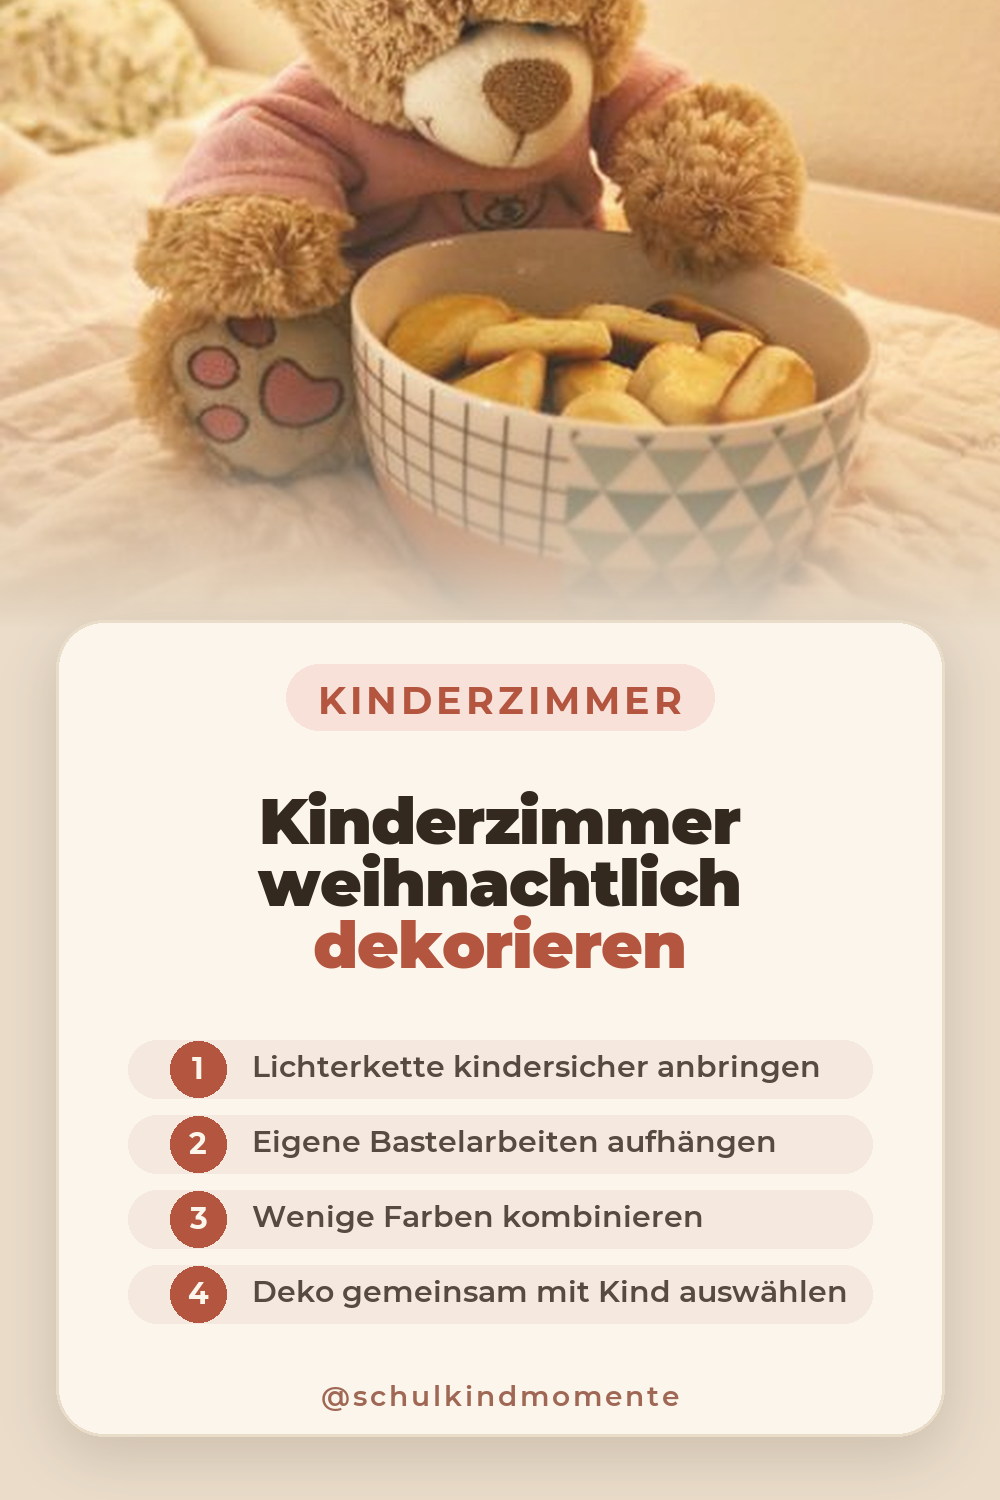 KINDERZIMMER
Kinderzimmer
weihnachtlich
dekorieren
1 Lichterkette kindersicher anbringen
2 Eigene Bastelarbeiten aufhängen
3 Wenige Farben kombinieren
4 Deko gemeinsam mit Kind auswählen
@schulkindmomente